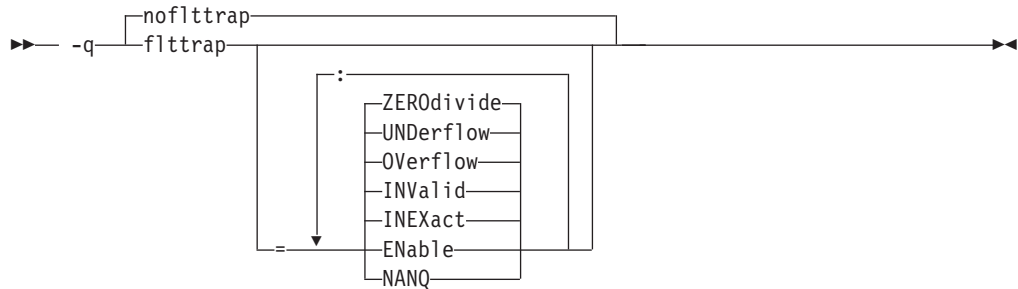 noflttrap
-q flttrap
:
ZEROdivide
UNDerflow
OVerflow
INValid
INEXact
= ENable
NANQ